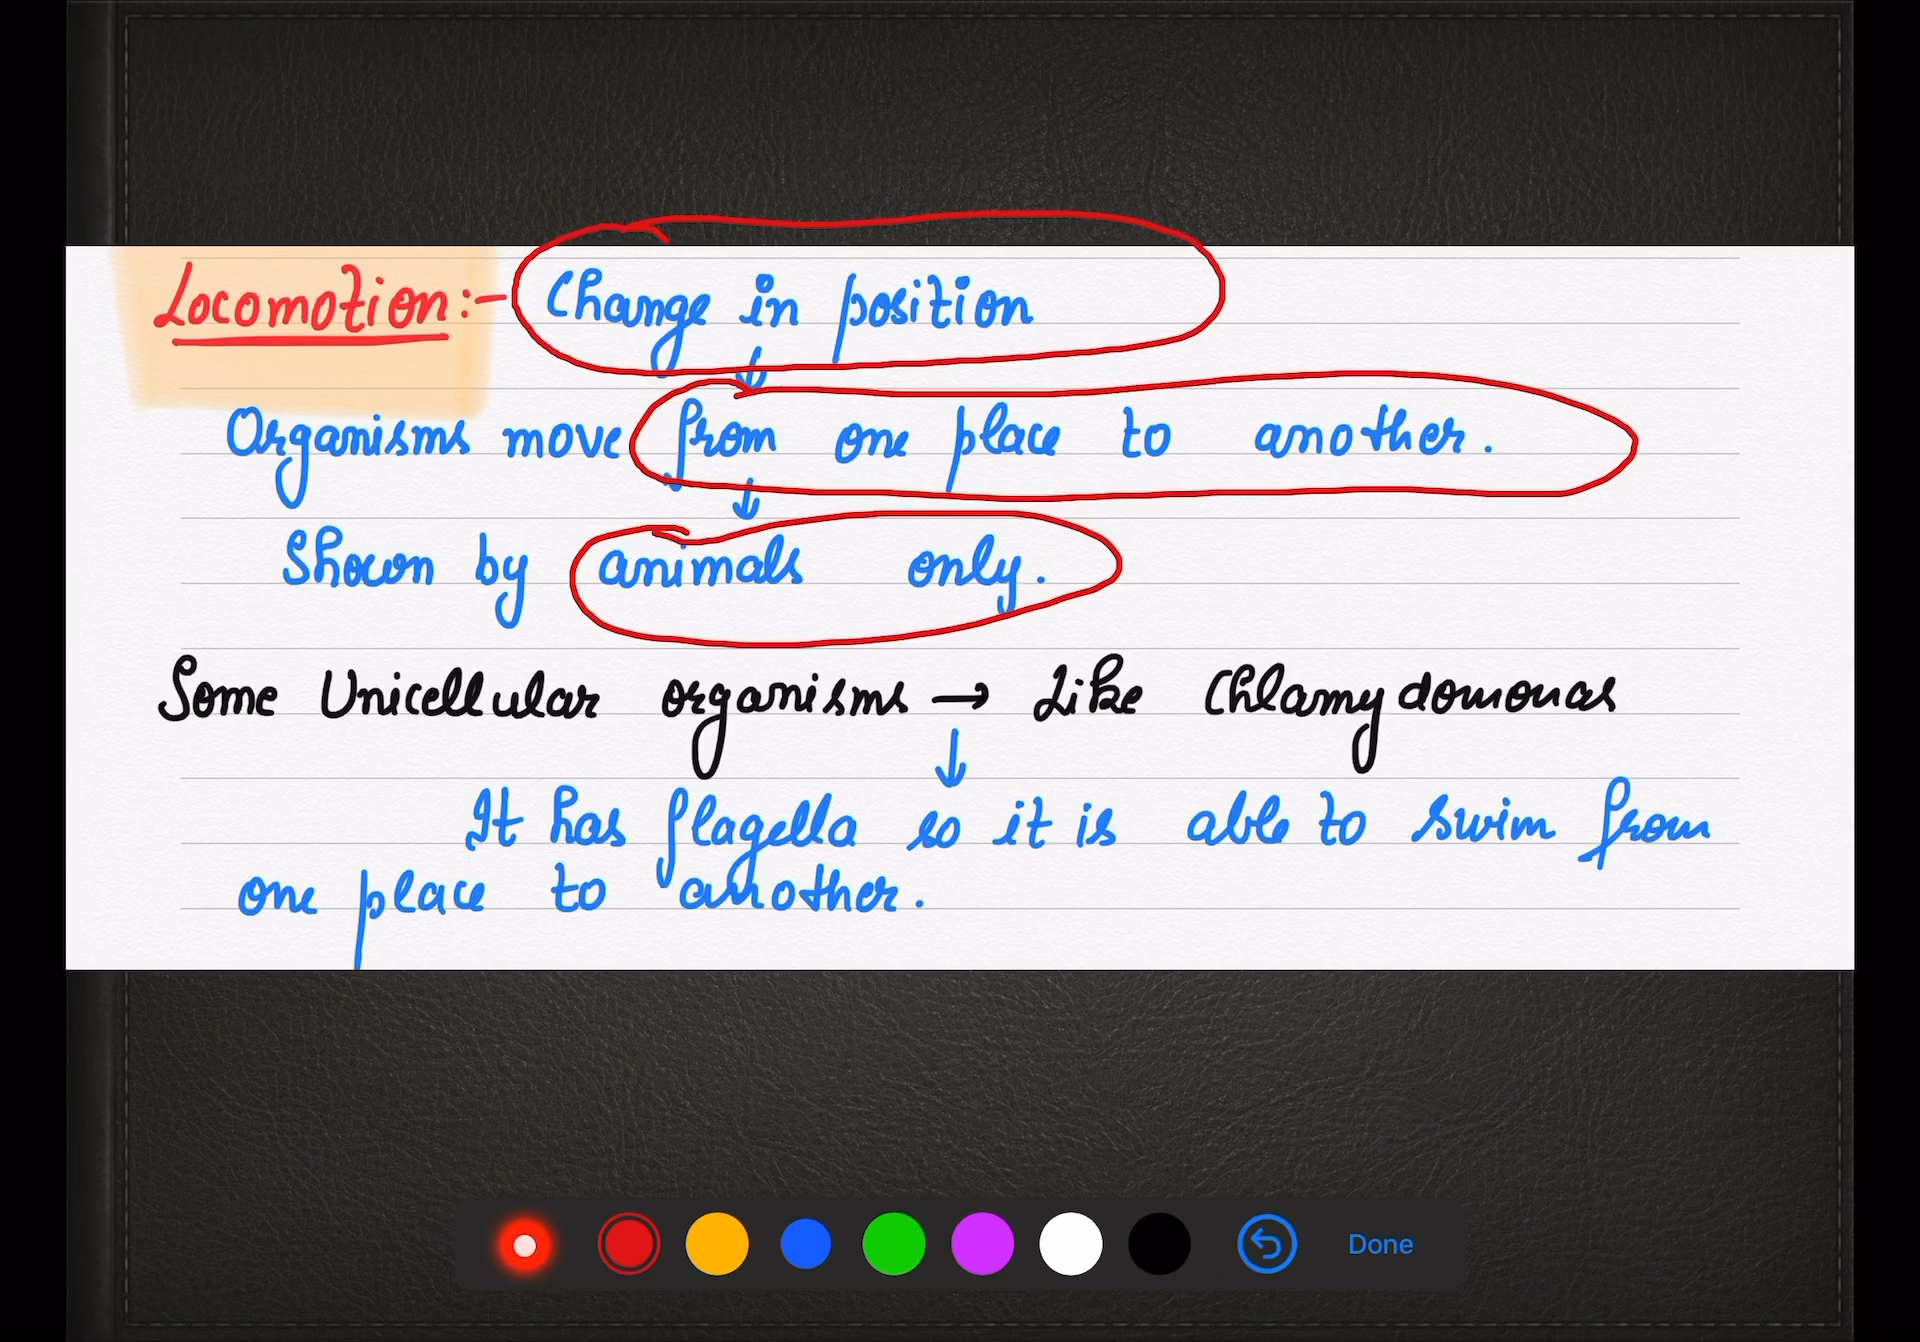 Locomotion:- Change in position
↓
Organisms move from one place to another.
↓
Shown by animals only.
Some Unicellular organisms → Like Chlamydomonas
↓
It has flagella so it is able to swim from
one place to another.
Done